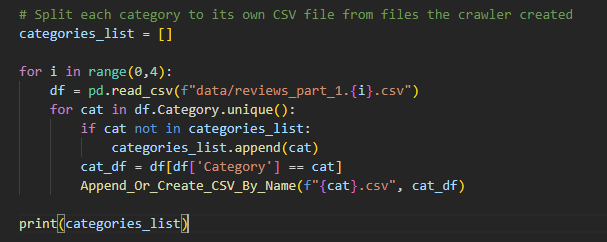 # Split each category to its own CSV file from files the crawler created
categories_list = []

for i in range(0,4):
    df = pd.read_csv(f"data/reviews_part_1.{i}.csv")
    for cat in df.Category.unique():
        if cat not in categories_list:
            categories_list.append(cat)
        cat_df = df[df['Category'] == cat]
        Append_Or_Create_CSV_By_Name(f"{cat}.csv", cat_df)

print(categories_list)